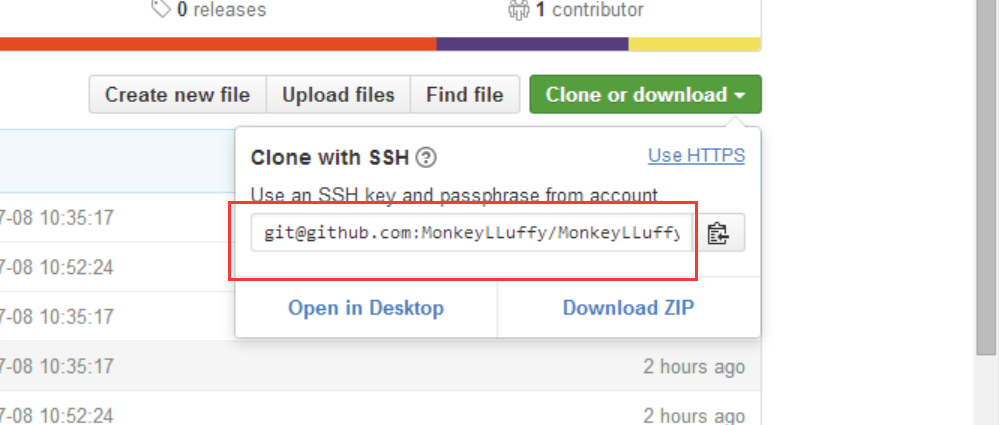 0 releases
1 contributor
Create new file
Upload files
Find file
Clone or download
Clone with SSH ?
Use HTTPS
Use an SSH key and passphrase from account.
git@github.com:MonkeyLLuffy/MonkeyLLuffy
Open in Desktop
Download ZIP
7-08 10:35:17
7-08 10:52:24
7-08 10:35:17
7-08 10:35:17
2 hours ago
7-08 10:52:24
2 hours ago